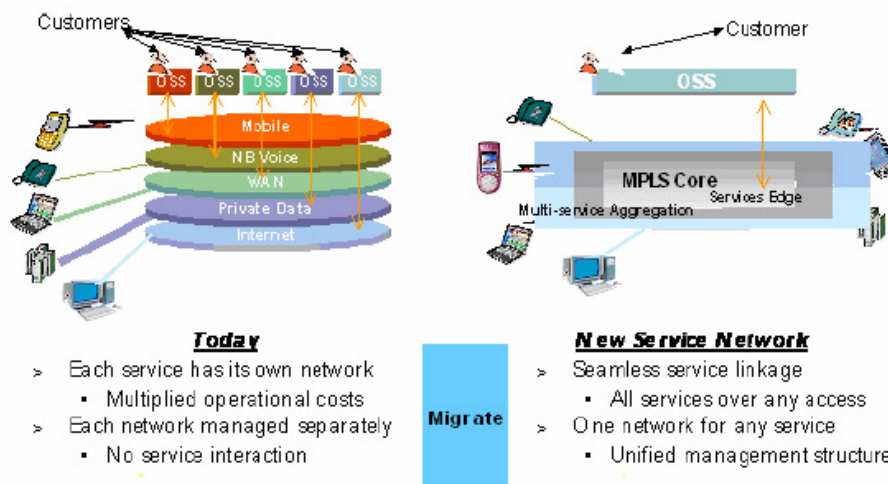 Customers
OSS OSS OSS OSS OSS
Mobile
NB Voice
WAN
Private Data
Internet
Today
➢ Each service has its own network
▪ Multiplied operational costs
➢ Each network managed separately
▪ No service interaction
Migrate
Customer
OSS
MPLS Core
Services Edge
Multi-service Aggregation
New Service Network
➢ Seamless service linkage
▪ All services over any access
➢ One network for any service
▪ Unified management structure